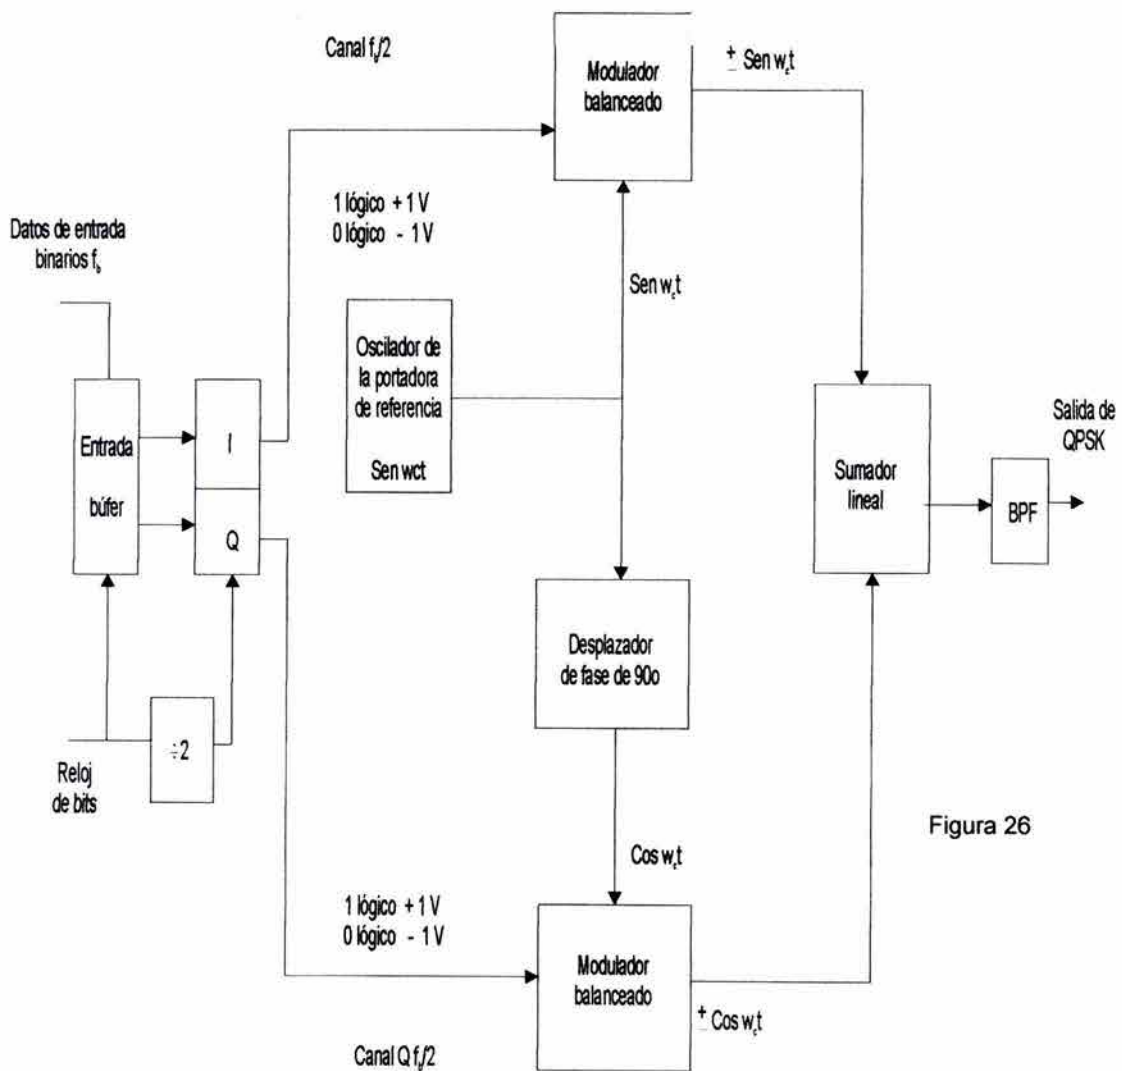 Canal f_b/2
Modulador
balanceado
± Sen w_ct
1 lógico + 1 V
0 lógico - 1 V
Datos de entrada
binarios f_b
Sen w_ct
Oscilador de
la portadora
de referencia
Sen wct
Entrada
búfer
I
Q
Sumador
lineal
Salida de
QPSK
BPF
Desplazador
de fase de 90o
÷2
Reloj
de bits
Figura 26
Cos w_ct
1 lógico + 1 V
0 lógico - 1 V
Modulador
balanceado
± Cos w_ct
Canal Q f_b/2